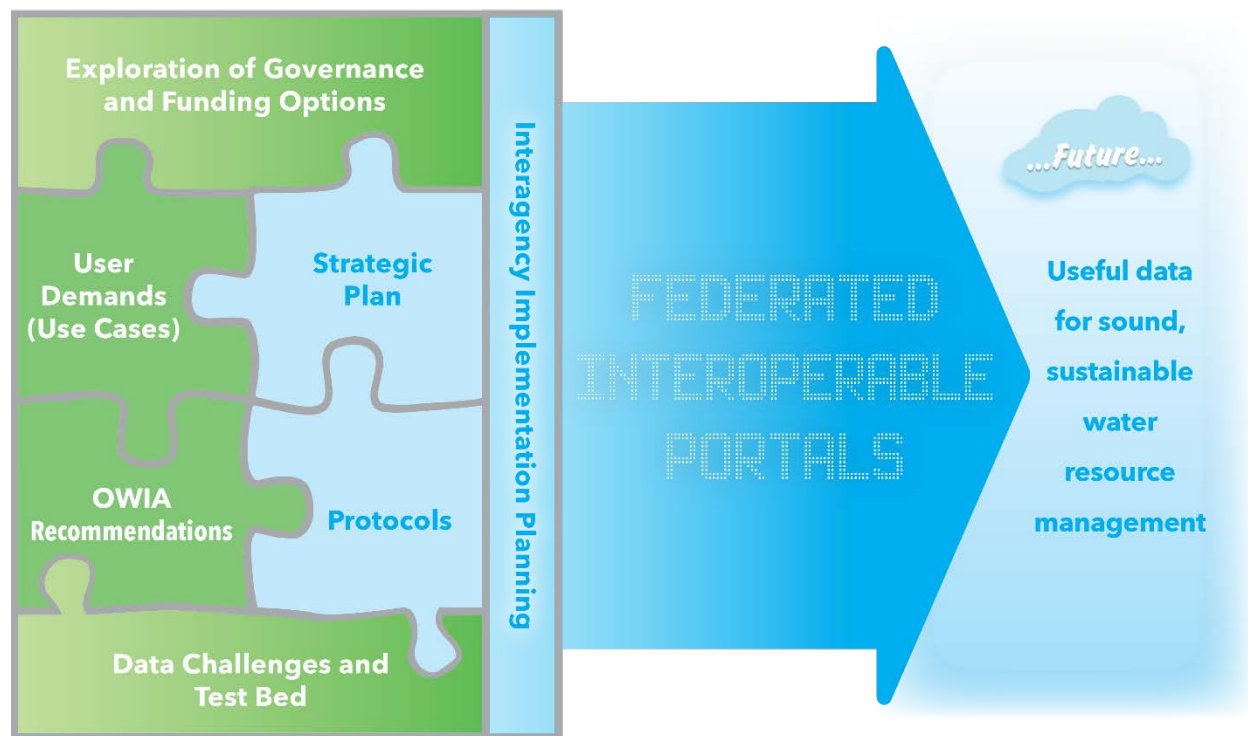 Exploration of Governance
and Funding Options
User
Demands
(Use Cases)
Strategic
Plan
OWIA
Recommendations
Protocols
Data Challenges and
Test Bed
Interagency Implementation Planning
FEDERATED
INTEROPERABLE
PORTALS
...Future...
Useful data
for sound,
sustainable
water
resource
management